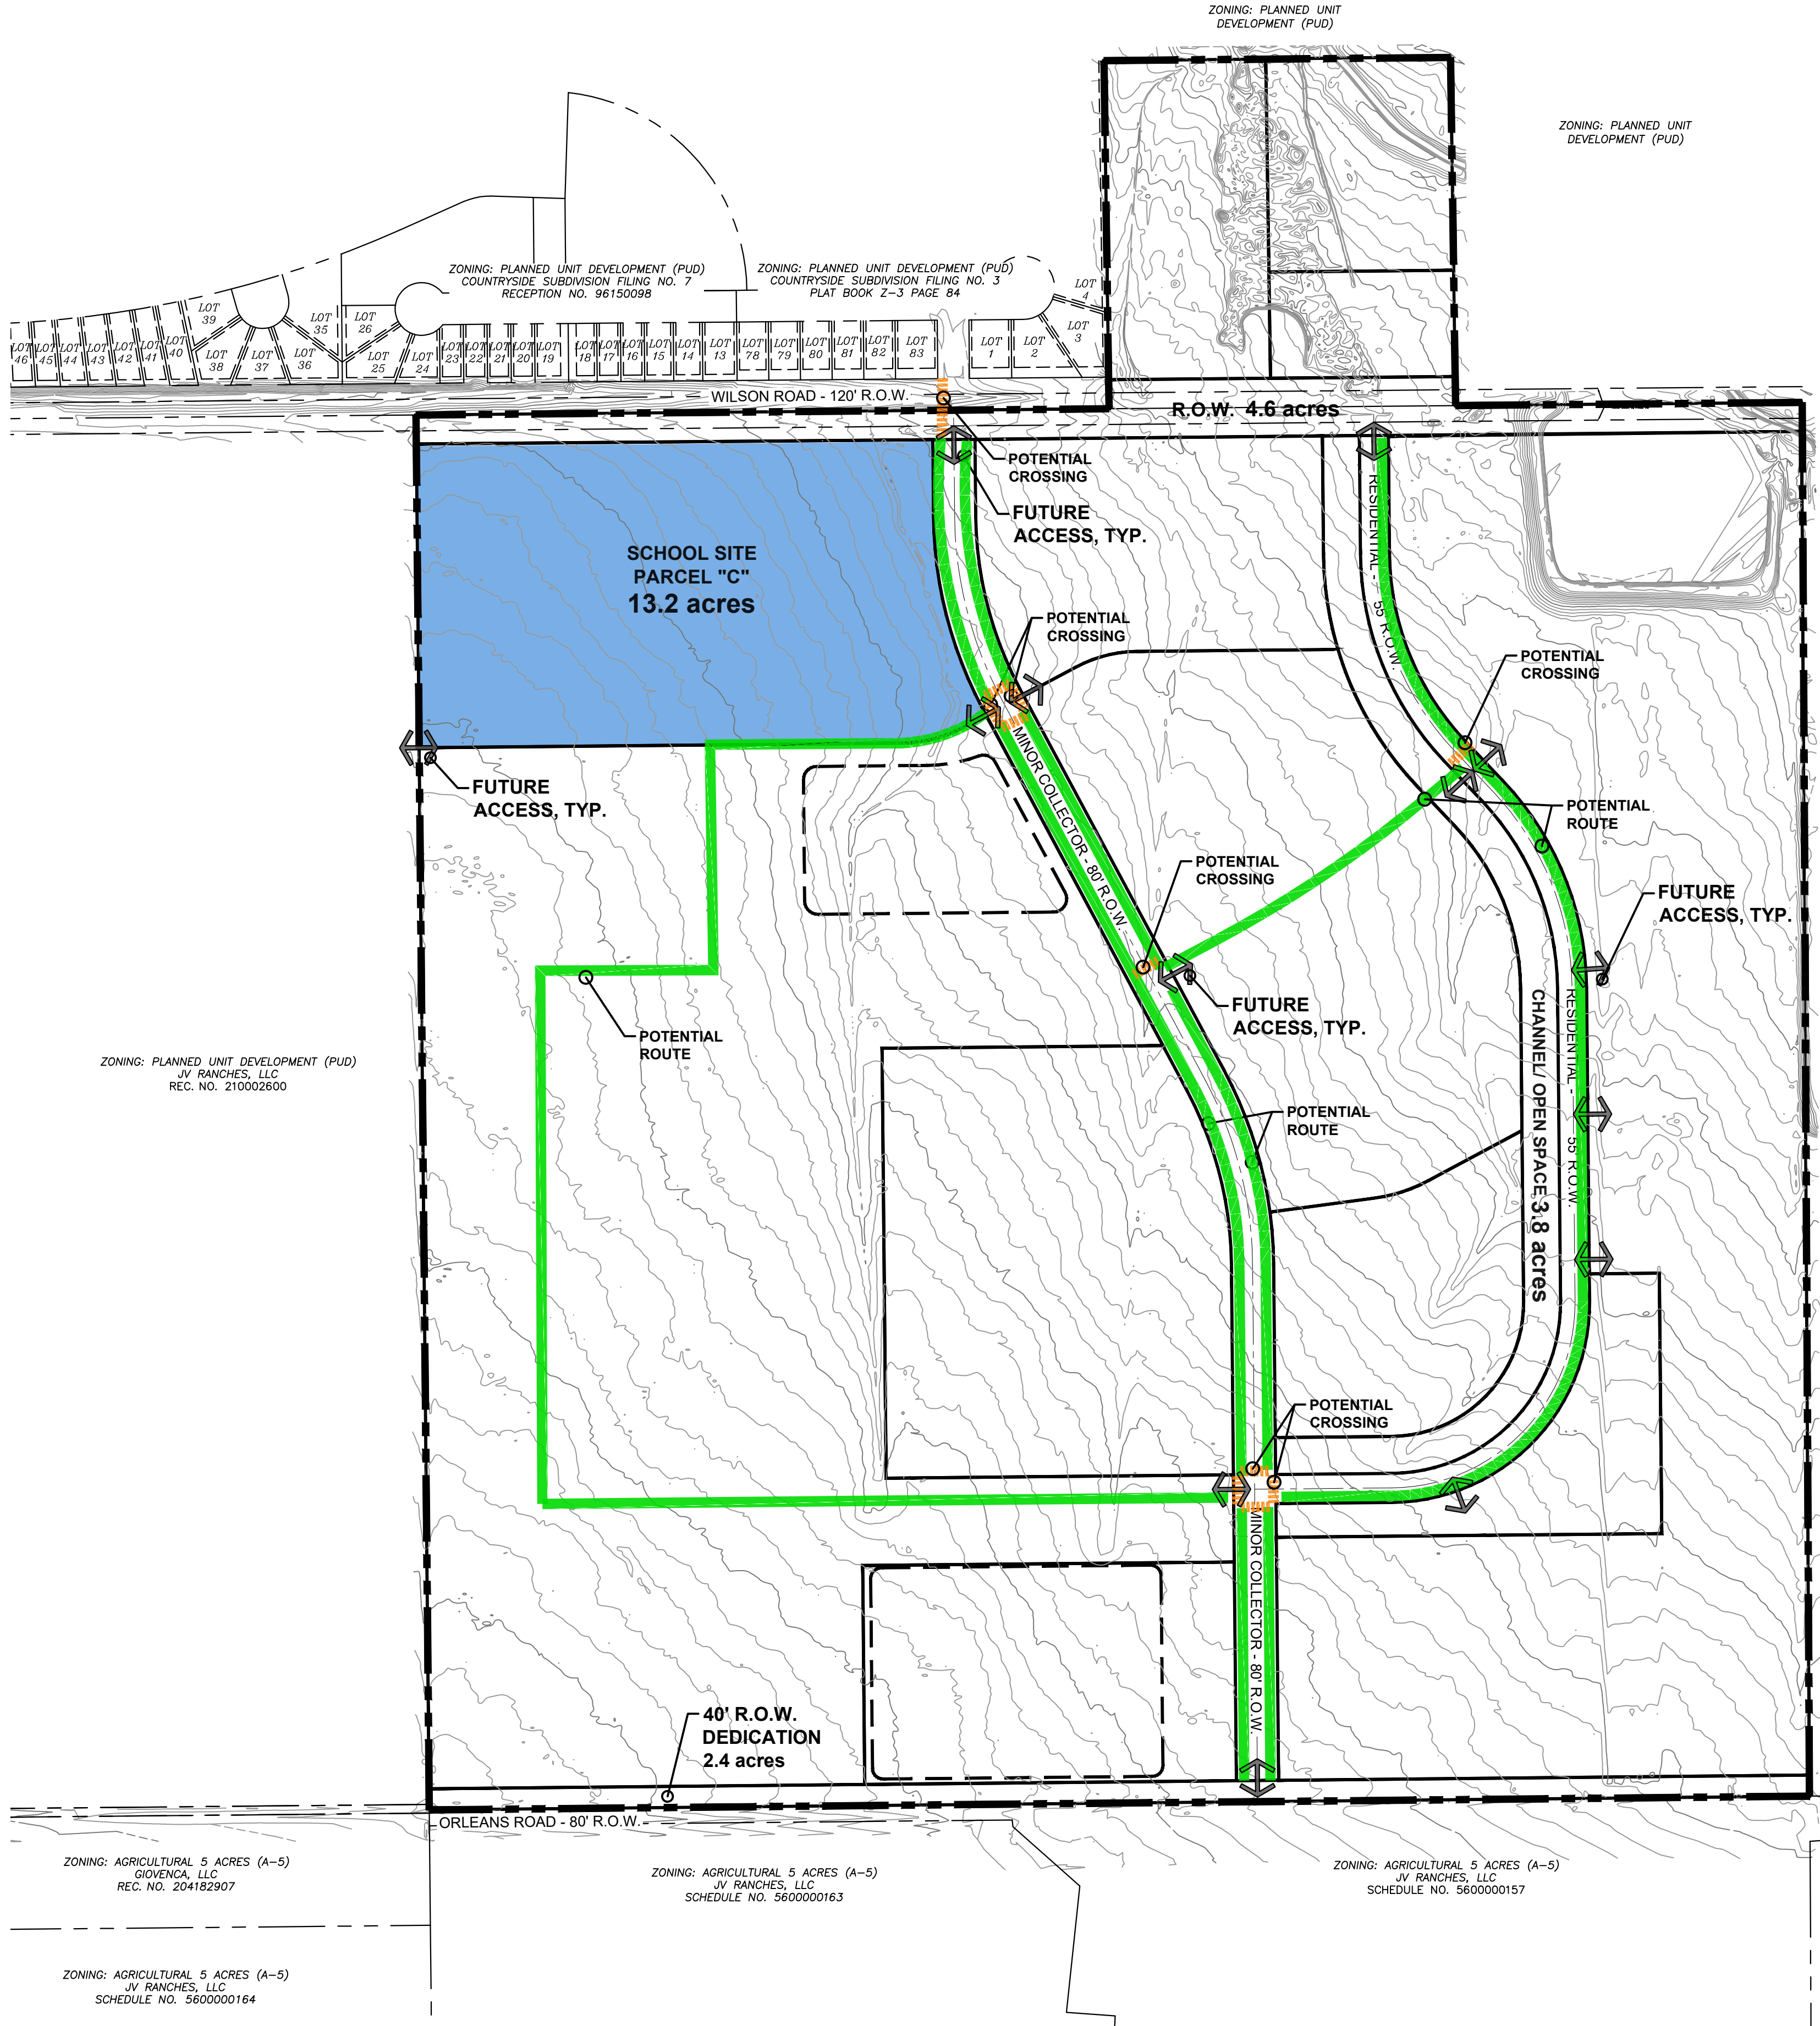 ZONING: PLANNED UNIT
DEVELOPMENT (PUD)
ZONING: PLANNED UNIT
DEVELOPMENT (PUD)
ZONING: PLANNED UNIT DEVELOPMENT (PUD)
COUNTRYSIDE SUBDIVISION FILING NO. 7
RECEPTION NO. 96150098
ZONING: PLANNED UNIT DEVELOPMENT (PUD)
COUNTRYSIDE SUBDIVISION FILING NO. 3
PLAT BOOK Z-3 PAGE 84
LOT
46
LOT
45
LOT
44
LOT
43
LOT
42
LOT
41
LOT
40
LOT
39
LOT
38
LOT
37
LOT
36
LOT
35
LOT
26
LOT
25
LOT
24
LOT
23
LOT
22
LOT
21
LOT
20
LOT
19
LOT
18
LOT
17
LOT
16
LOT
15
LOT
14
LOT
13
LOT
78
LOT
79
LOT
80
LOT
81
LOT
82
LOT
83
LOT
1
LOT
2
LOT
3
LOT
4
WILSON ROAD - 120' R.O.W.
R.O.W. 4.6 acres
POTENTIAL
CROSSING
FUTURE
ACCESS, TYP.
SCHOOL SITE
PARCEL "C"
13.2 acres
RESIDENTIAL - 55' R.O.W.
POTENTIAL
CROSSING
POTENTIAL
CROSSING
FUTURE
ACCESS, TYP.
MINOR COLLECTOR - 80' R.O.W.
POTENTIAL
ROUTE
POTENTIAL
CROSSING
FUTURE
ACCESS, TYP.
FUTURE
ACCESS, TYP.
POTENTIAL
ROUTE
CHANNEL/ OPEN SPACE 3.8 acres
RESIDENTIAL - 55' R.O.W.
ZONING: PLANNED UNIT DEVELOPMENT (PUD)
JV RANCHES, LLC
REC. NO. 210002600
POTENTIAL
ROUTE
POTENTIAL
CROSSING
MINOR COLLECTOR - 80' R.O.W.
40' R.O.W.
DEDICATION
2.4 acres
ORLEANS ROAD - 80' R.O.W.
ZONING: AGRICULTURAL 5 ACRES (A-5)
GIOVENCA, LLC
REC. NO. 204182907
ZONING: AGRICULTURAL 5 ACRES (A-5)
JV RANCHES, LLC
SCHEDULE NO. 5600000163
ZONING: AGRICULTURAL 5 ACRES (A-5)
JV RANCHES, LLC
SCHEDULE NO. 5600000157
ZONING: AGRICULTURAL 5 ACRES (A-5)
JV RANCHES, LLC
SCHEDULE NO. 5600000164